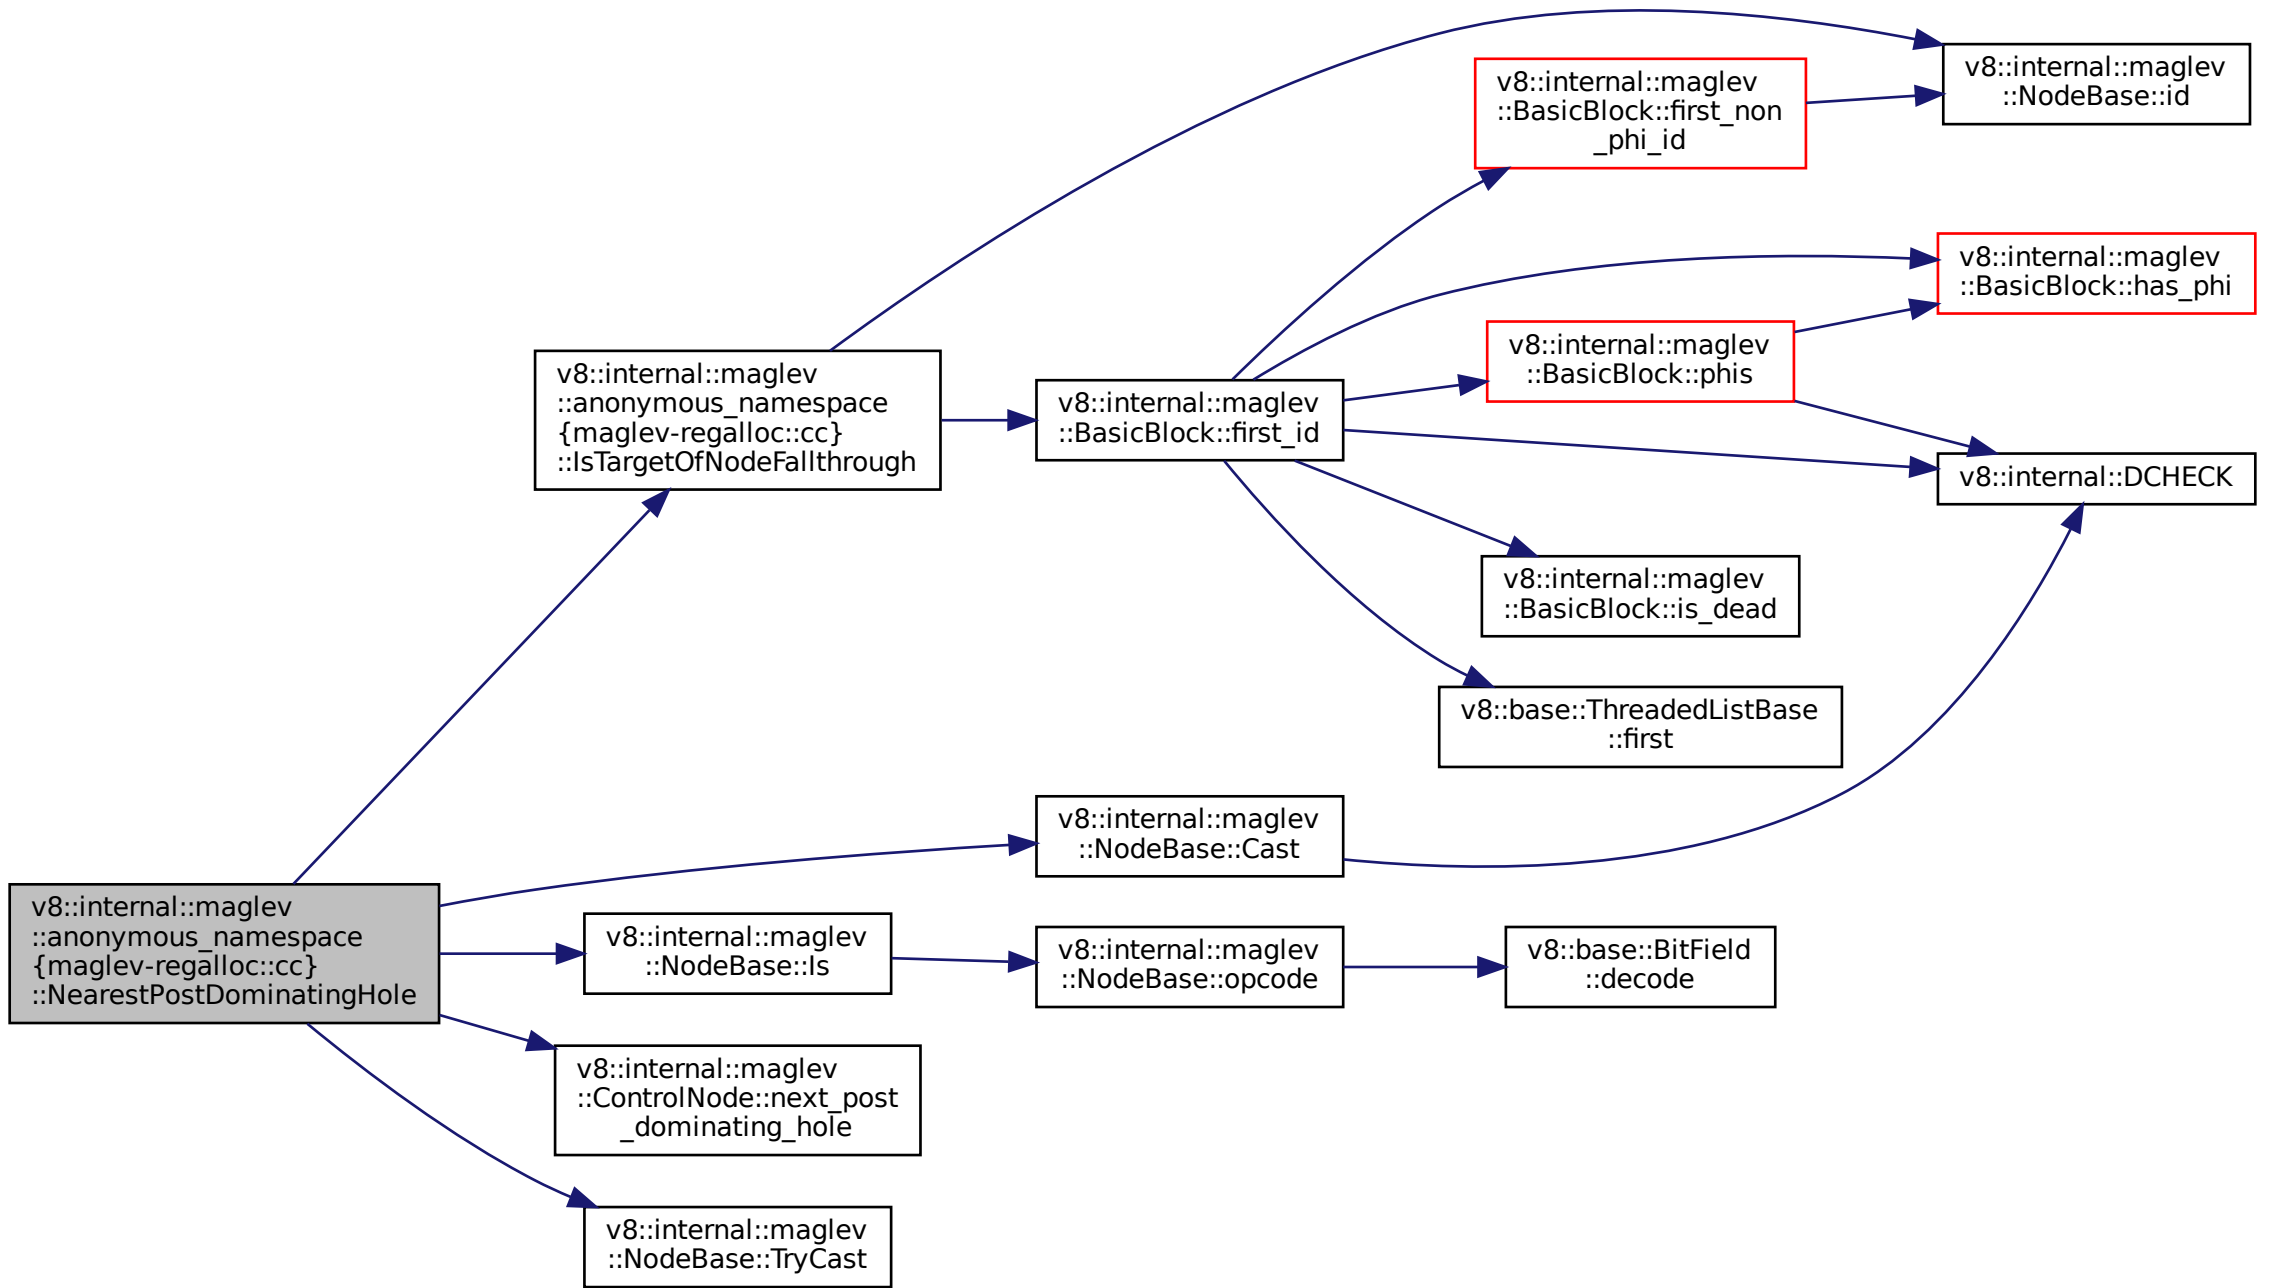 v8::internal::maglev
::anonymous_namespace
{maglev-regalloc::cc}
::NearestPostDominatingHole
v8::internal::maglev
::anonymous_namespace
{maglev-regalloc::cc}
::IsTargetOfNodeFallthrough
v8::internal::maglev
::NodeBase::id
v8::internal::maglev
::BasicBlock::first_id
v8::internal::maglev
::BasicBlock::first_non
_phi_id
v8::internal::maglev
::BasicBlock::has_phi
v8::internal::maglev
::BasicBlock::phis
v8::internal::DCHECK
v8::internal::maglev
::BasicBlock::is_dead
v8::base::ThreadedListBase
::first
v8::internal::maglev
::NodeBase::Cast
v8::internal::maglev
::NodeBase::Is
v8::internal::maglev
::NodeBase::opcode
v8::base::BitField
::decode
v8::internal::maglev
::ControlNode::next_post
_dominating_hole
v8::internal::maglev
::NodeBase::TryCast